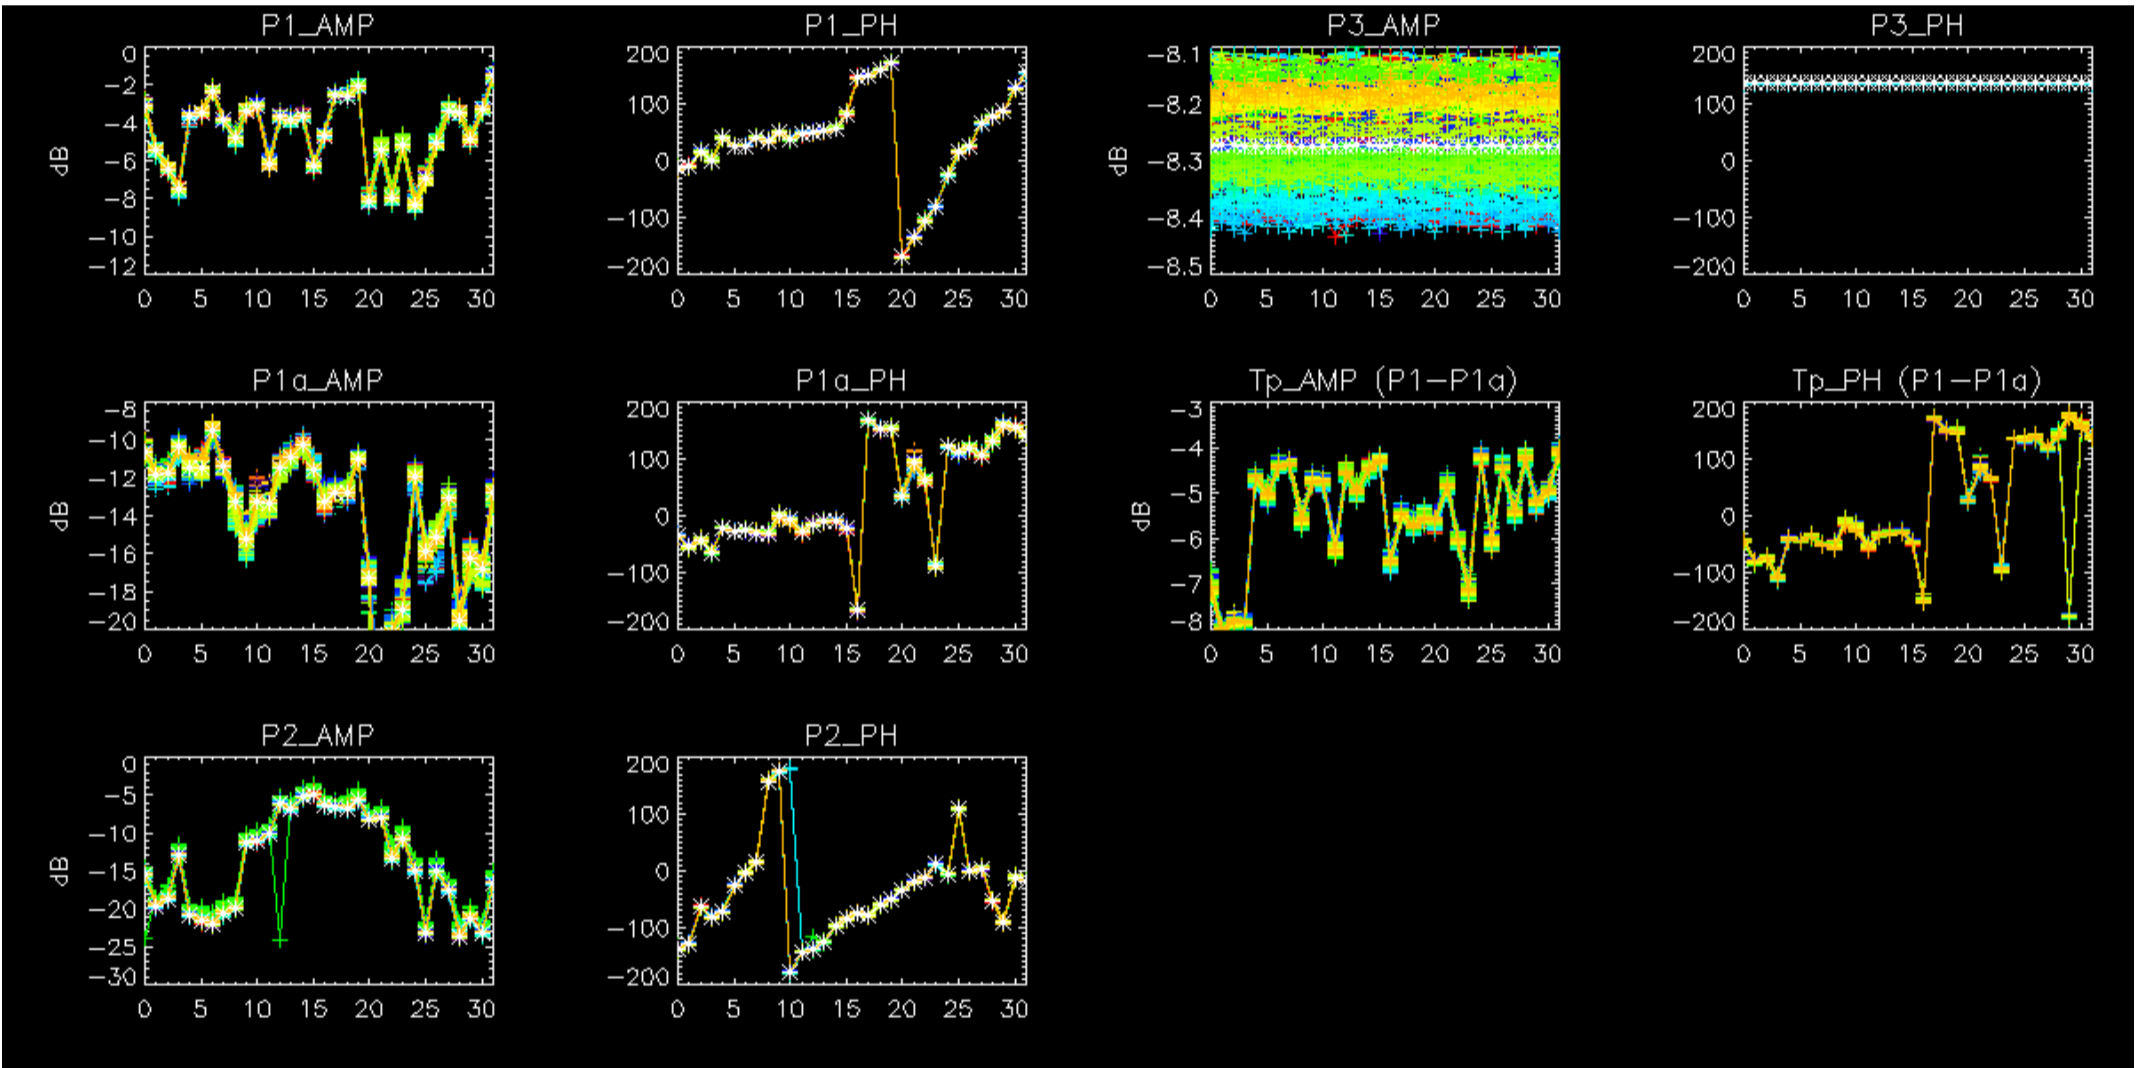 P1_AMP
0
−2
−4
−6
−8
−10
−12
dB
0 5 10 15 20 25 30
P1_PH
200
100
0
−100
−200
0 5 10 15 20 25 30
P3_AMP
−8.1
−8.2
−8.3
−8.4
−8.5
dB
0 5 10 15 20 25 30
P3_PH
200
100
0
−100
−200
0 5 10 15 20 25 30
P1a_AMP
−8
−10
−12
−14
−16
−18
−20
dB
0 5 10 15 20 25 30
P1a_PH
200
100
0
−100
−200
0 5 10 15 20 25 30
Tp_AMP (P1−P1a)
−3
−4
−5
−6
−7
−8
dB
0 5 10 15 20 25 30
Tp_PH (P1−P1a)
200
100
0
−100
−200
0 5 10 15 20 25 30
P2_AMP
0
−5
−10
−15
−20
−25
−30
dB
0 5 10 15 20 25 30
P2_PH
200
100
0
−100
−200
0 5 10 15 20 25 30